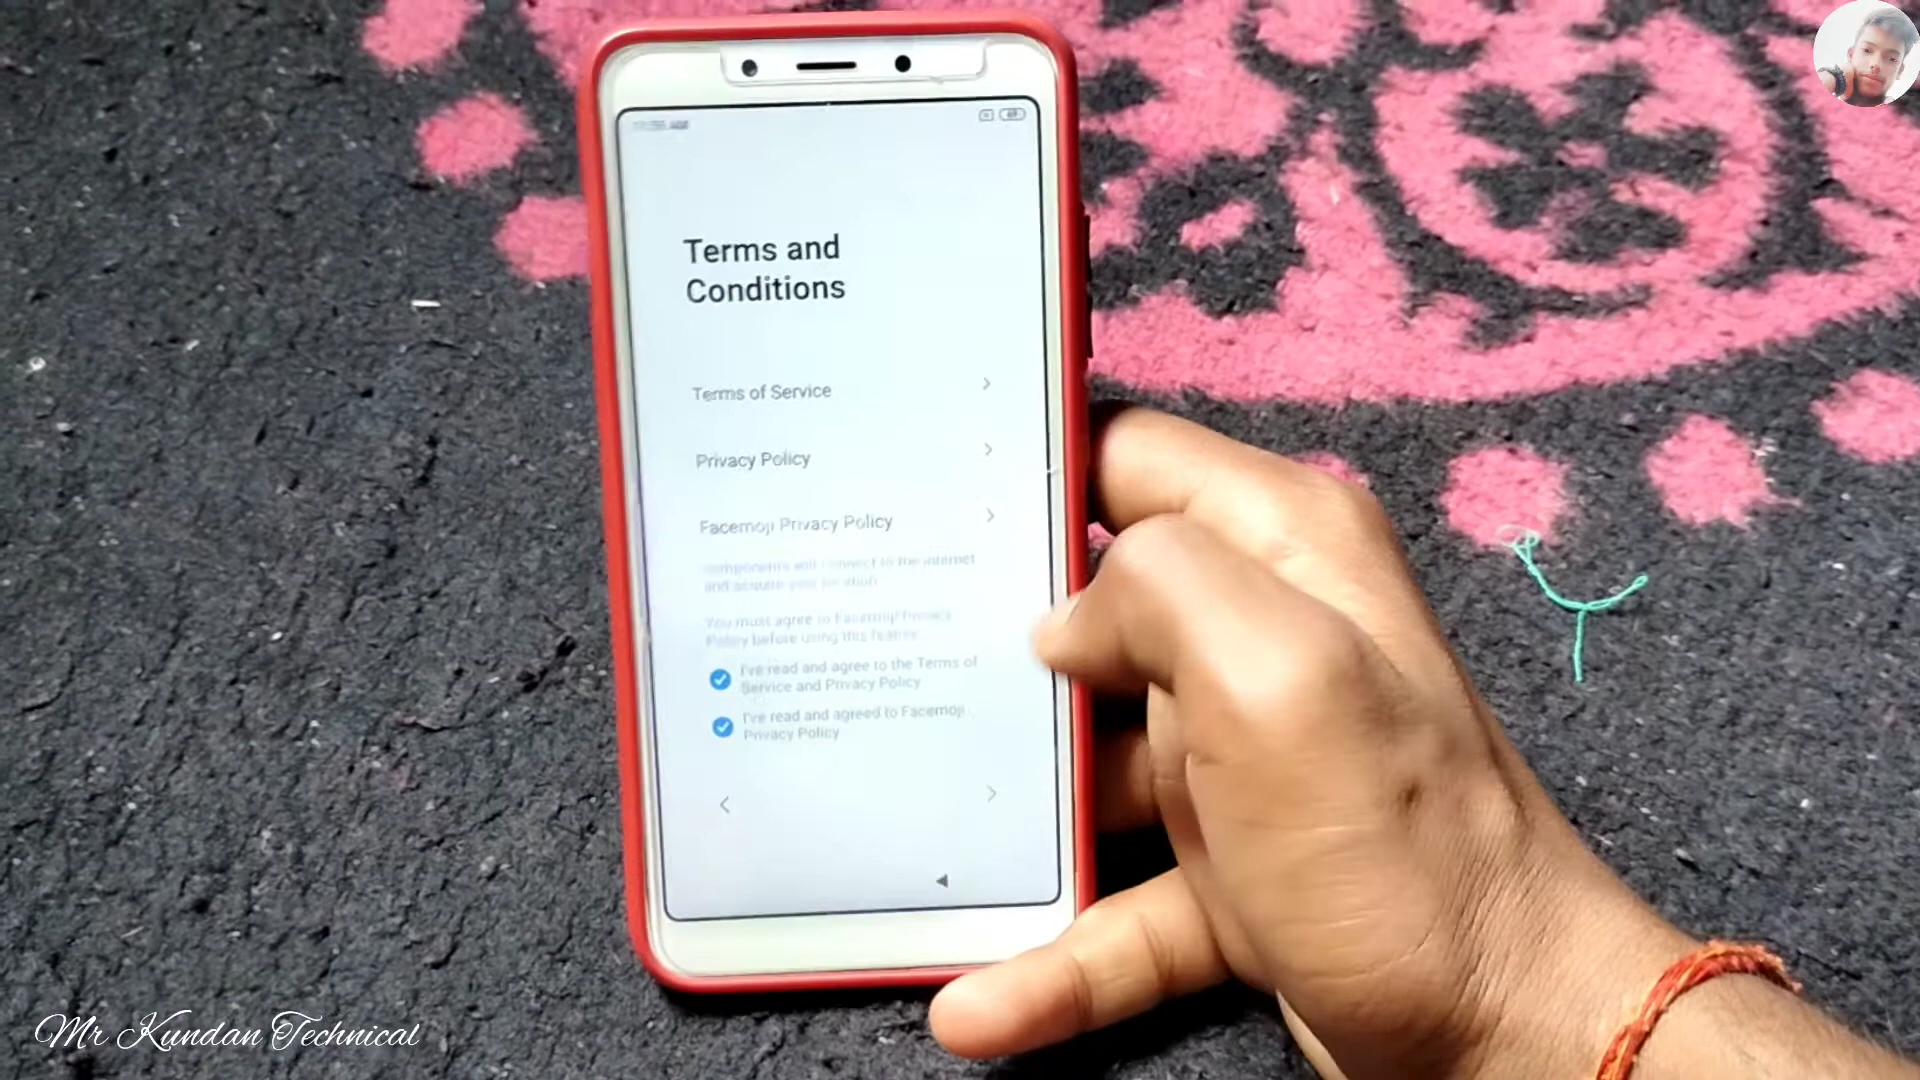 Terms and
Conditions
Terms of Service
Privacy Policy
Facemoji Privacy Policy
components will connect to the internet
and acquire your location
You must agree to Facemoji Privacy
Policy before using this feature
I've read and agree to the Terms of
Service and Privacy Policy
I've read and agreed to Facemoji
Privacy Policy
Mr Kundan Technical